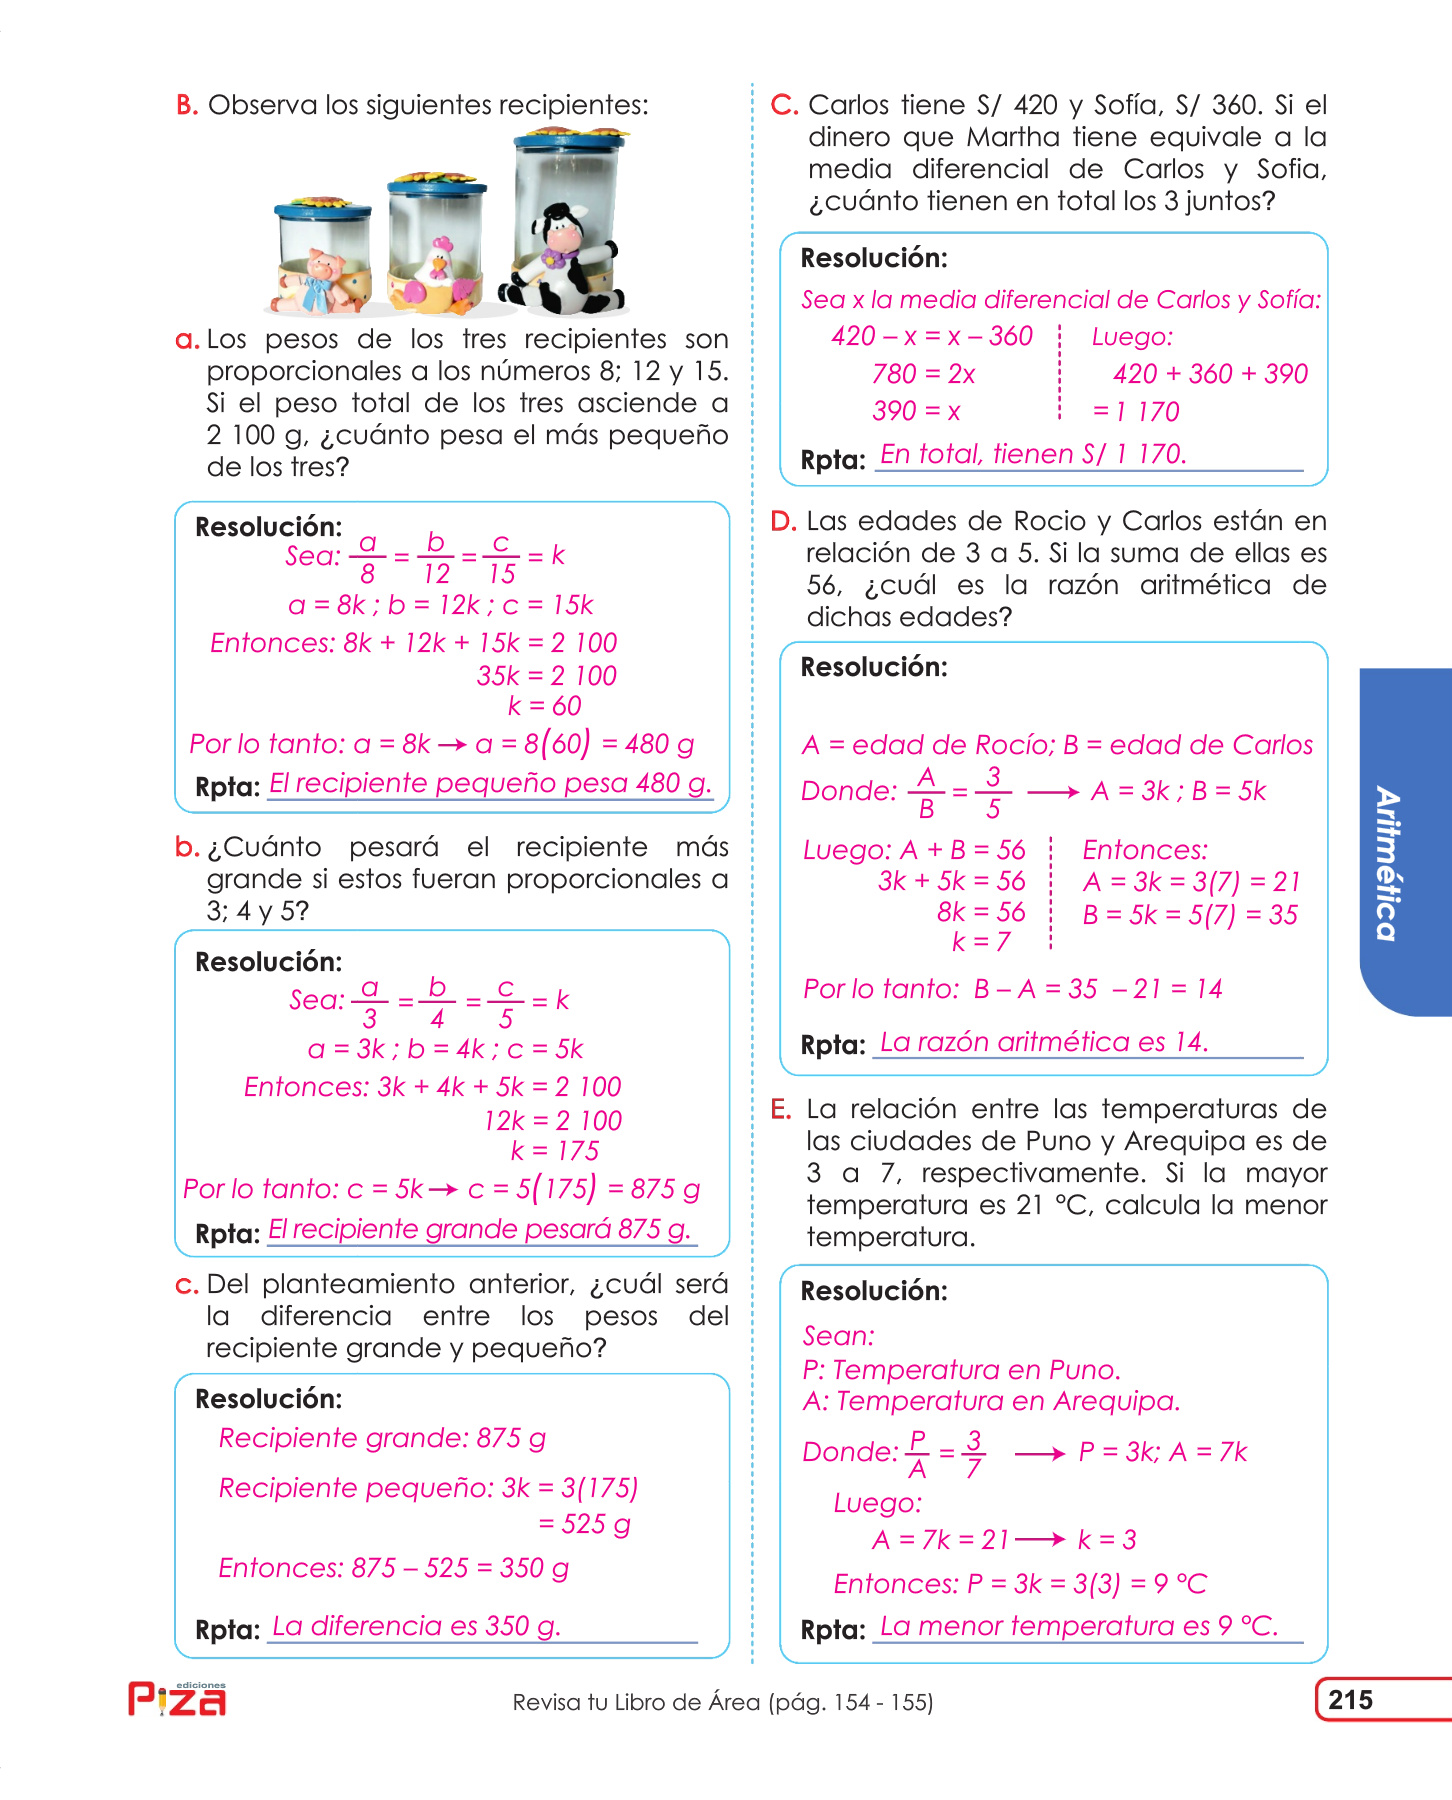 B. Observa los siguientes recipientes:
a. Los pesos de los tres recipientes son
proporcionales a los números 8; 12 y 15.
Si el peso total de los tres asciende a
2 100 g, ¿cuánto pesa el más pequeño
de los tres?
Resolución:
Sea: a/8 = b/12 = c/15 = k
a = 8k ; b = 12k ; c = 15k
Entonces: 8k + 12k + 15k = 2 100
35k = 2 100
k = 60
Por lo tanto: a = 8k → a = 8(60) = 480 g
Rpta: El recipiente pequeño pesa 480 g.
b. ¿Cuánto pesará el recipiente más
grande si estos fueran proporcionales a
3; 4 y 5?
Resolución:
Sea: a/3 = b/4 = c/5 = k
a = 3k ; b = 4k ; c = 5k
Entonces: 3k + 4k + 5k = 2 100
12k = 2 100
k = 175
Por lo tanto: c = 5k → c = 5(175) = 875 g
Rpta: El recipiente grande pesará 875 g.
c. Del planteamiento anterior, ¿cuál será
la diferencia entre los pesos del
recipiente grande y pequeño?
Resolución:
Recipiente grande: 875 g
Recipiente pequeño: 3k = 3(175)
= 525 g
Entonces: 875 – 525 = 350 g
Rpta: La diferencia es 350 g.
C. Carlos tiene S/ 420 y Sofía, S/ 360. Si el
dinero que Martha tiene equivale a la
media diferencial de Carlos y Sofia,
¿cuánto tienen en total los 3 juntos?
Resolución:
Sea x la media diferencial de Carlos y Sofía:
420 – x = x – 360
780 = 2x
390 = x
Luego:
420 + 360 + 390
= 1 170
Rpta: En total, tienen S/ 1 170.
D. Las edades de Rocio y Carlos están en
relación de 3 a 5. Si la suma de ellas es
56, ¿cuál es la razón aritmética de
dichas edades?
Resolución:
A = edad de Rocío; B = edad de Carlos
Donde: A/B = 3/5 → A = 3k ; B = 5k
Luego: A + B = 56
3k + 5k = 56
8k = 56
k = 7
Entonces:
A = 3k = 3(7) = 21
B = 5k = 5(7) = 35
Por lo tanto: B – A = 35 – 21 = 14
Rpta: La razón aritmética es 14.
E. La relación entre las temperaturas de
las ciudades de Puno y Arequipa es de
3 a 7, respectivamente. Si la mayor
temperatura es 21 °C, calcula la menor
temperatura.
Resolución:
Sean:
P: Temperatura en Puno.
A: Temperatura en Arequipa.
Donde: P/A = 3/7 → P = 3k; A = 7k
Luego:
A = 7k = 21 → k = 3
Entonces: P = 3k = 3(3) = 9 °C
Rpta: La menor temperatura es 9 °C.
Aritmética
ediciones
Piza
Revisa tu Libro de Área (pág. 154 - 155)
215